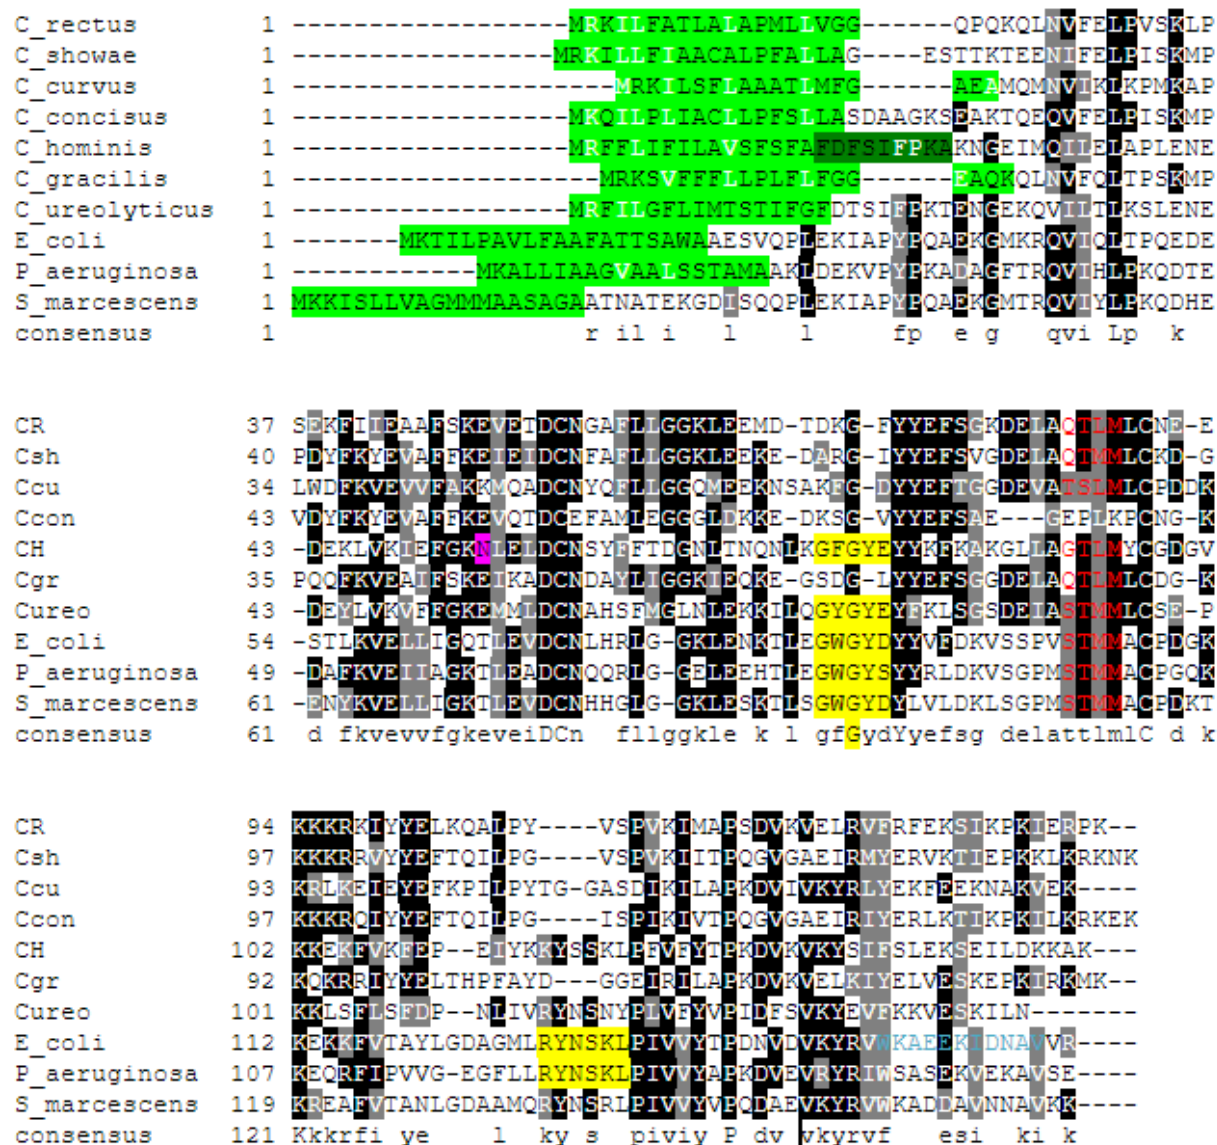 C_rectus 1 ------------------MRKILFATLALAPMLLVGG------QPQKQLNVFELPVSKLP
C_showae 1 -----------------MRKILLFIAACALPFALLAG-----ESTTKTEENIFELPISKMP
C_curvus 1 ---------------------MRKILSFLAAATLMFG------AEAMQMNVIKLKPMKAP
C_concisus 1 ------------------MKQILPLIACLLPFSLLASDAAGKSEAKTQEQVFELPISKMP
C_hominis 1 ------------------MRFFLIFILAVSFSFAFDFSIFPKAKNGEIMQILELAPLENE
C_gracilis 1 --------------------MRKSVFFFLLPLFLFGG------EAQKQLNVFQLTPSKMP
C_ureolyticus 1 ------------------MRFILGFLIMTSTIFGFDTSIFPKTENGEKQVILTLKSLENE
E_coli 1 -------MKTILPAVLFAAFATTSAWAAESVQPLEKIAPYPQAEKGMKRQVIQLTPQEDE
P_aeruginosa 1 ------------MKALLIAAGVAALSSTAMAAKLDEKVPYPKADAGFTRQVIHLPKQDTE
S_marcescens 1 MKKISLLVAGMMMAASAGAATNATEKGDISQQPLEKIAPYPQAEKGMTRQVIYLPKQDHE
consensus 1 r il i l l fp e g qvi Lp k
CR 37 SEKFIIEAAFSKEVETDCNGAFLLGGKLEEMD-TDKG-FYYEFSGKDELAQTLMLCNE-E
Csh 40 PDYFKYEVAFFKEIEIDCNFAFLLGGKLEEKE-DARG-IYYEFSVGDELAQTMMLCKD-G
Ccu 34 LWDFKVEVVFAKKMQADCNYQFLLGGQMEEKNSAKFG-DYYEFTGGDEVATSLMLCPDDK
Ccon 43 VDYFKYEVAFFKEVQTDCEFAMLEGGGLDKKE-DKSG-VYYEFSAE---GEPLKPCNG-K
CH 43 -DEKLVKIEFGKNLELDCNSYFFTDGNLTNQNLKGFGYEYYKFKAKGLLAGTLMYCGDGV
Cgr 35 PQQFKVEAIFSKEIKADCNDAYLIGGKIEQKE-GSDG-LYYEFSGGDELAQTLMLCDG-K
Cureo 43 -DEYLVKVFFGKEMMLDCNAHSFMGLNLEKKILQGYGYEYFKLSGSDEIASTMMLCSE-P
E_coli 54 -STLKVELLIGQTLEVDCNLHRLG-GKLENKTLEGWGYDYYVFDKVSSPVSTMMACPDGK
P_aeruginosa 49 -DAFKVEIIAGKTLEADCNQQRLG-GELEEHTLEGWGYSYYRLDKVSGPMSTMMACPGQK
S_marcescens 61 -ENYKVELLIGKTLEVDCNHHGLG-GKLESKTLSGWGYDYLVLDKLSGPMSTMMACPDKT
consensus 61 d fkvevvfgkeveiDCn fllggkle k l gfGydYyefsg delattlmlC d k
CR 94 KKKRKIYYELKQALPY----VSPVKIMAPSDVKVELRVFRFEKSIKPKIERPK--
Csh 97 KKKRRVYYEFTQILPG----VSPVKIITPQGVGAEIRMYERVKTIEPKKLKRKNK
Ccu 93 KRLKEIEYEFKPILPYTG-GASDIKILAPKDVIVKYRLYEKFEEKNAKVEK----
Ccon 97 KKKRQIYYEFTQILPG----ISPIKIVTPQGVGAEIRIYERLKTIKPKILKRKEK
CH 102 KKEKFVKFEP--EIYKKYSSKLPFVFYTPKDVKVKYSIFSLEKSEILDKKAK---
Cgr 92 KQKRRIYYELTHPFAYD---GGEIRILAPKDVKVELKIYELVESKEPKIRKMK--
Cureo 101 KKLSFLSFDP--NLIVRYNSNYPLVFYVPIDFSVKYEVFKKVESKILN-------
E_coli 112 KEKKFVTAYLGDAGMLRYNSKLPIVVYTPDNVDVKYRVWKAEEKIDNAVVR----
P_aeruginosa 107 KEQRFIPVVG-EGFLLRYNSKLPIVVYAPKDVEVRYRIWSASEKVEKAVSE----
S_marcescens 119 KREAFVTANLGDAAMQRYNSRLPIVVYVPQDAEVKYRVWKADDAVNNAVKK----
consensus 121 Kkkrfi ye l ky s piviy P dv vkyrvf esi ki k